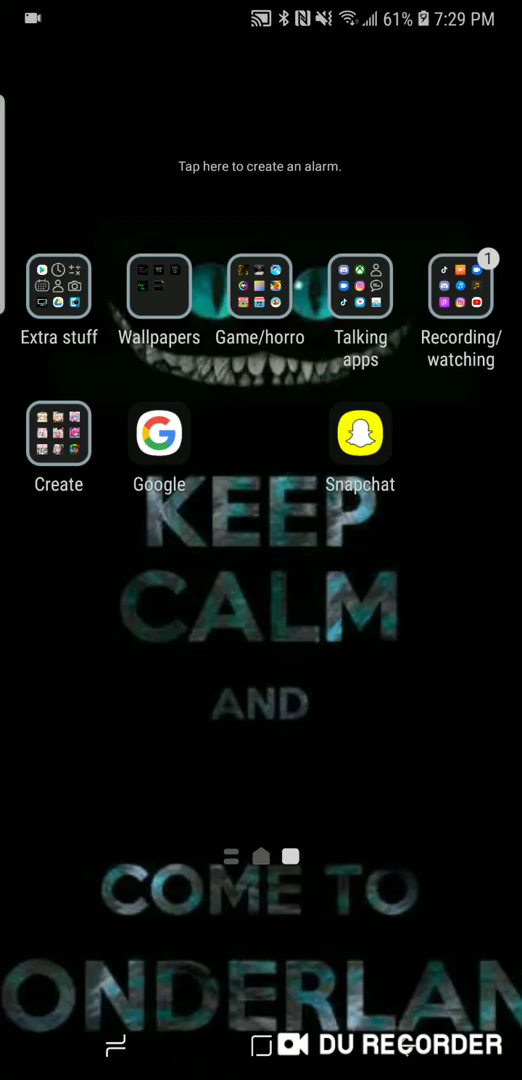 61% 7:29 PM
Tap here to create an alarm.
1
Extra stuff
Wallpapers
Game/horro
Talking
apps
Recording/
watching
Create
Google
Snapchat
KEEP
CALM
AND
COME TO
ONDERLAN
DU RECORDER